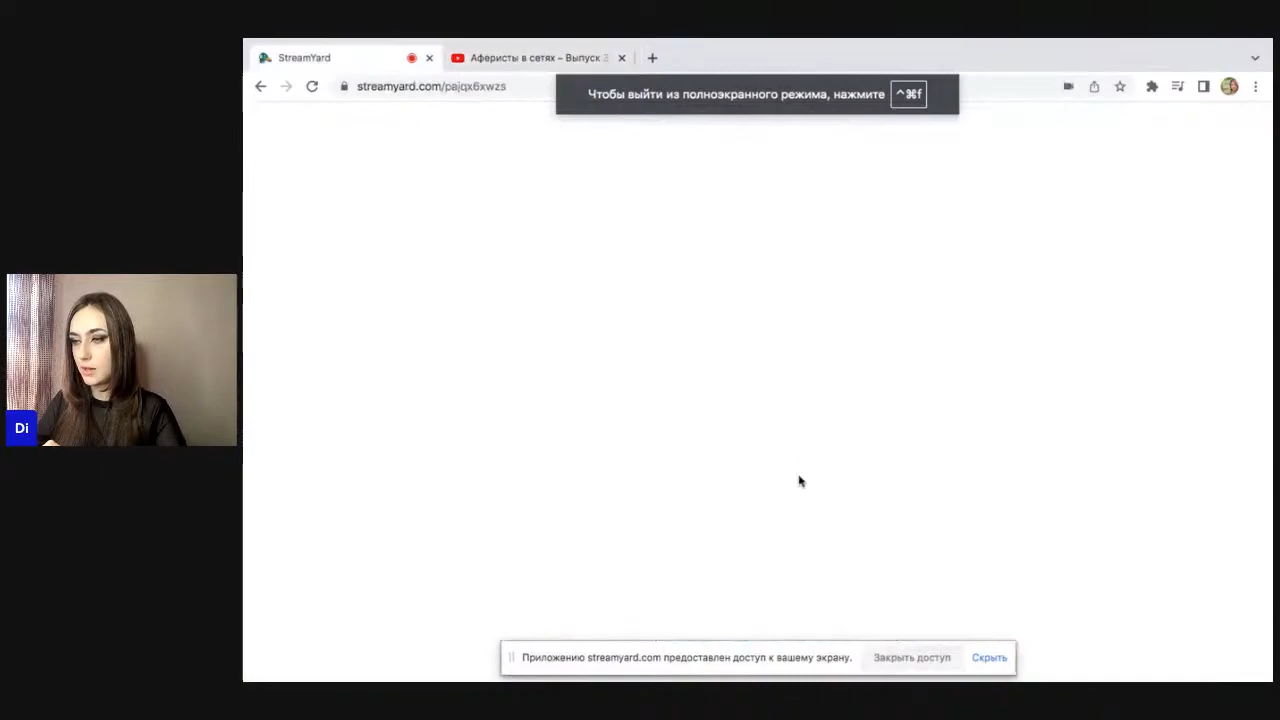 StreamYard
Аферисты в сетях – Выпуск
streamyard.com/pajqx6xwzs
Чтобы выйти из полноэкранного режима, нажмите ^⌘f
Di
Приложению streamyard.com предоставлен доступ к вашему экрану. Закрыть доступ Скрыть